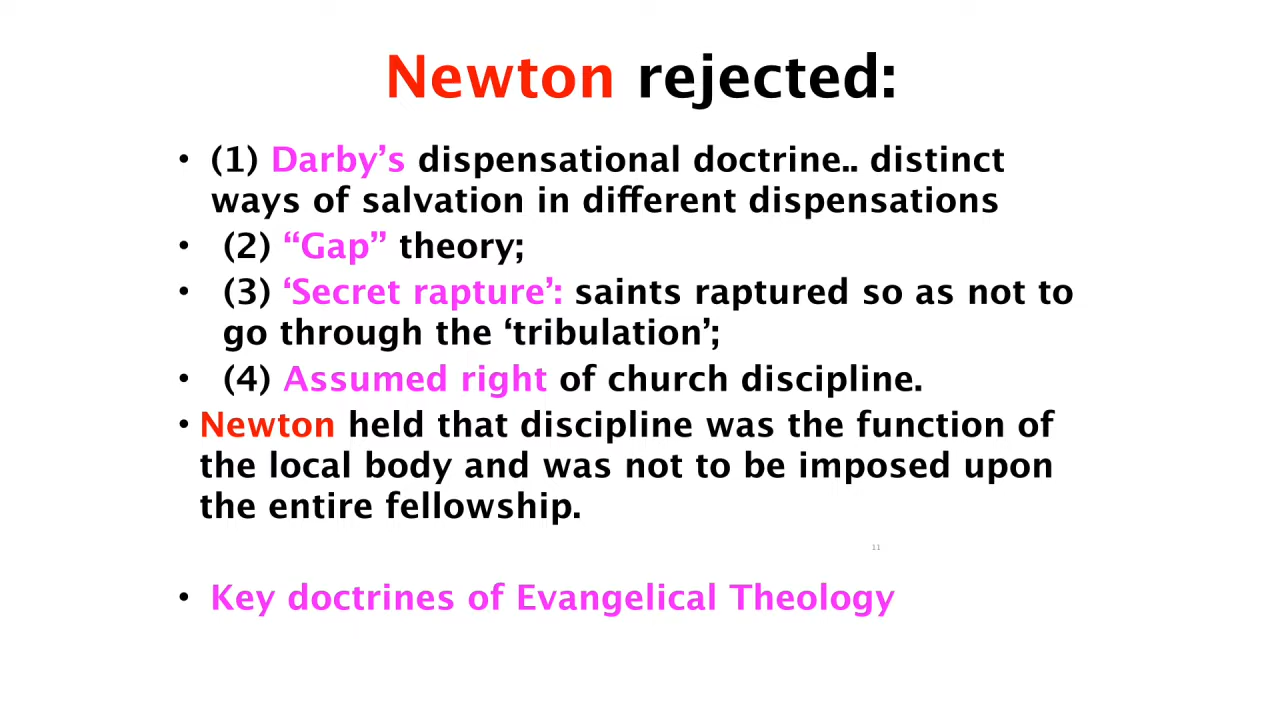 Newton rejected:
• (1) Darby’s dispensational doctrine.. distinct
ways of salvation in different dispensations
• (2) “Gap” theory;
• (3) ‘Secret rapture’: saints raptured so as not to
go through the ‘tribulation’;
• (4) Assumed right of church discipline.
• Newton held that discipline was the function of
the local body and was not to be imposed upon
the entire fellowship.
11
• Key doctrines of Evangelical Theology